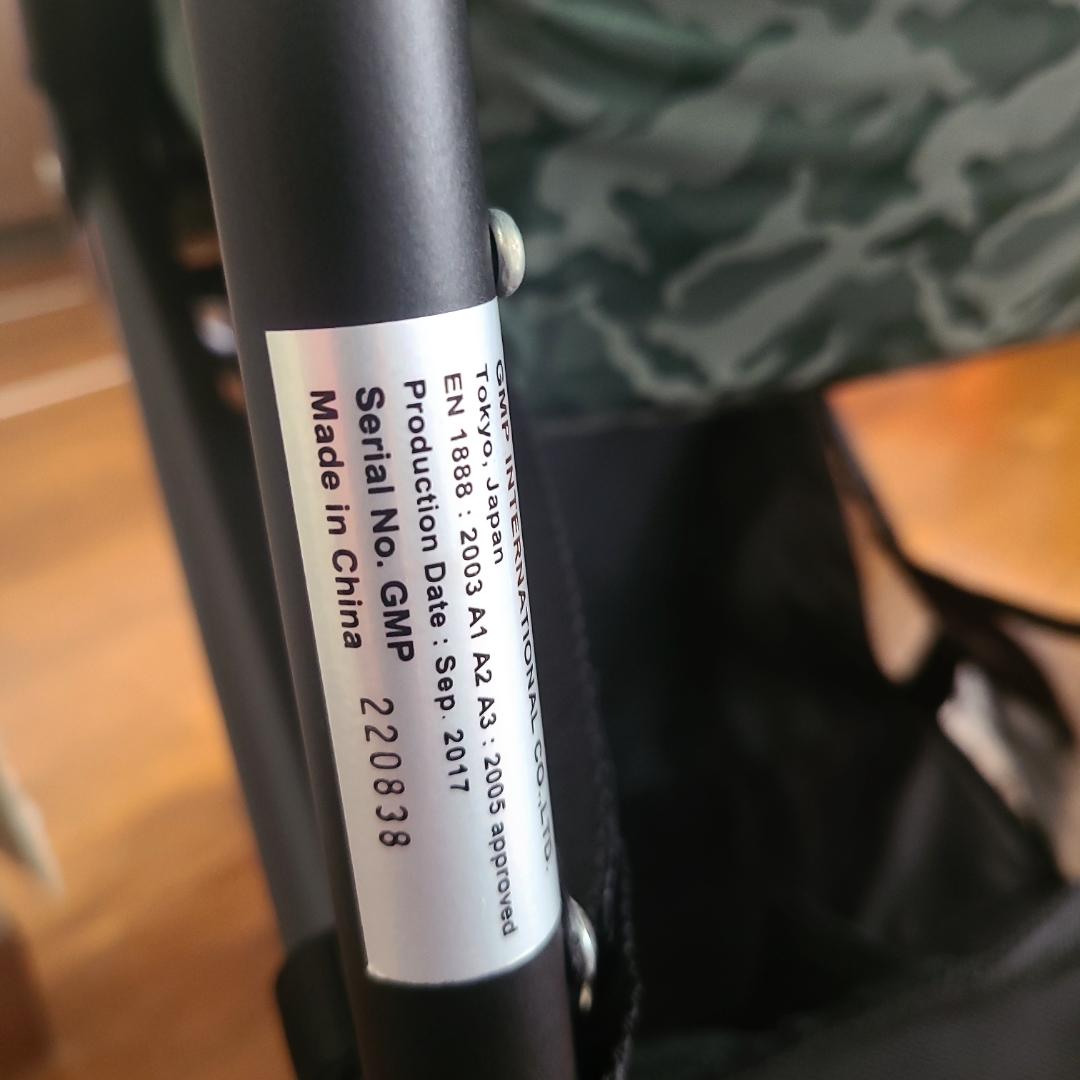 GMP INTERNATIONAL CO.,LTD.
Tokyo, Japan
EN 1888 : 2003 A1 A2 A3 : 2005 approved
Production Date : Sep. 2017
Serial No. GMP 220838
Made in China